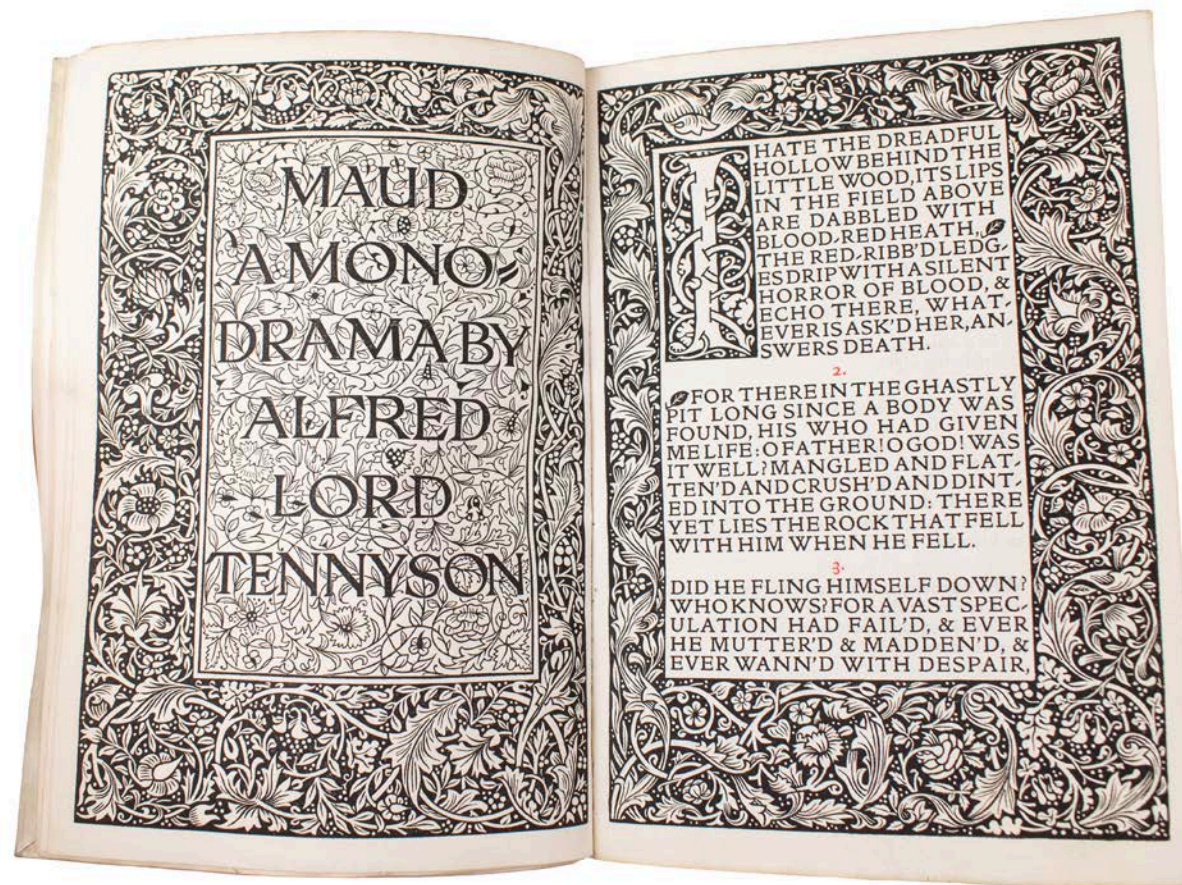 MAUD
A MONO-
DRAMA BY
ALFRED
LORD
TENNYSON
I HATE THE DREADFUL
HOLLOW BEHIND THE
LITTLE WOOD, ITS LIPS
IN THE FIELD ABOVE
ARE DABBLED WITH
BLOOD-RED HEATH,
THE RED-RIBB'D LEDG-
ES DRIP WITH A SILENT
HORROR OF BLOOD, &
ECHO THERE, WHAT-
EVER IS ASK'D HER, AN-
SWERS DEATH.
2.
FOR THERE IN THE GHASTLY
PIT LONG SINCE A BODY WAS
FOUND, HIS WHO HAD GIVEN
ME LIFE: O FATHER! O GOD! WAS
IT WELL? MANGLED AND FLAT-
TEN'D AND CRUSH'D AND DINT-
ED INTO THE GROUND: THERE
YET LIES THE ROCK THAT FELL
WITH HIM WHEN HE FELL.
3.
DID HE FLING HIMSELF DOWN?
WHO KNOWS? FOR A VAST SPEC-
ULATION HAD FAIL'D, & EVER
HE MUTTER'D & MADDEN'D, &
EVER WANN'D WITH DESPAIR,